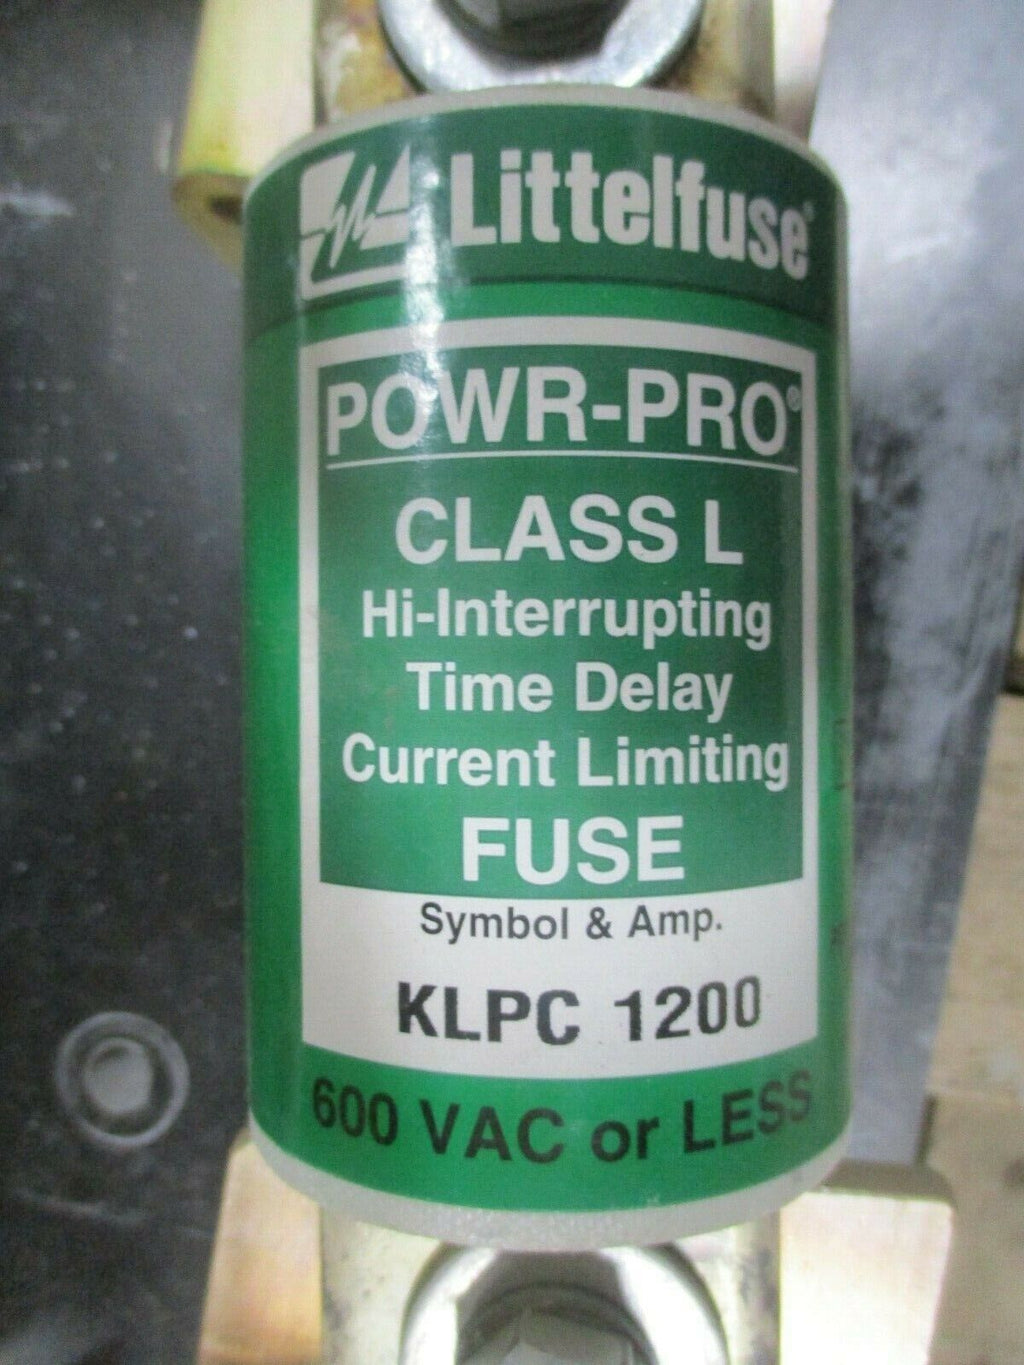 Littelfuse®
POWR-PRO®
CLASS L
Hi-Interrupting
Time Delay
Current Limiting
FUSE
Symbol & Amp.
KLPC 1200
600 VAC or LESS